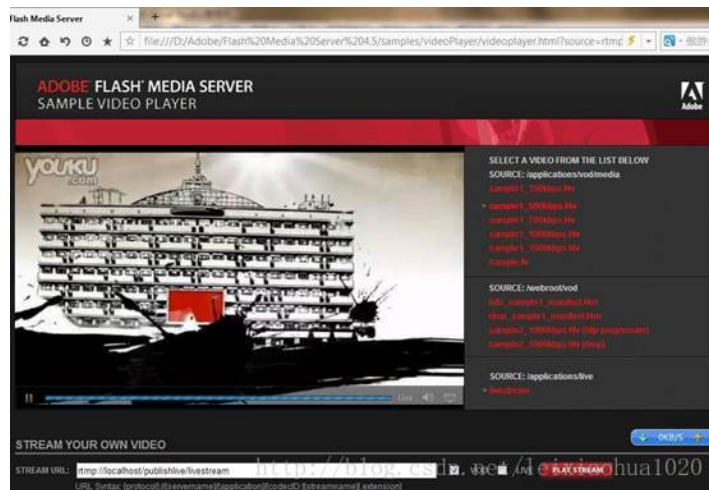 Flash Media Server
file:///D:/Adobe/Flash%20Media%20Server%204.5/samples/videoPlayer/videoplayer.html?source=rtmp
ADOBE® FLASH® MEDIA SERVER
SAMPLE VIDEO PLAYER
Adobe
YOUKU
.com
SELECT A VIDEO FROM THE LIST BELOW
SOURCE: /applications/vod/media
sample1_150kbps.f4v
> sample1_500kbps.f4v
sample1_700kbps.f4v
sample1_1000kbps.f4v
sample1_1500kbps.f4v
sample.flv
SOURCE: /webroot/vod
hds_sample1_manifest.f4m
sample2_1000kbps.f4v (http progressive)
sample2_1000kbps.f4v (rtmp)
SOURCE: /applications/live
> livestream
Live
STREAM YOUR OWN VIDEO
0KB/S
STREAM URL:
rtmp://localhost/publishlive/livestream
VOD
LIVE
PLAY STREAM
URL Syntax: [protocol]://[servername]/[application]/[codecID:][streamname][.extension]
http://blog.csdn.net/leixiaohua1020